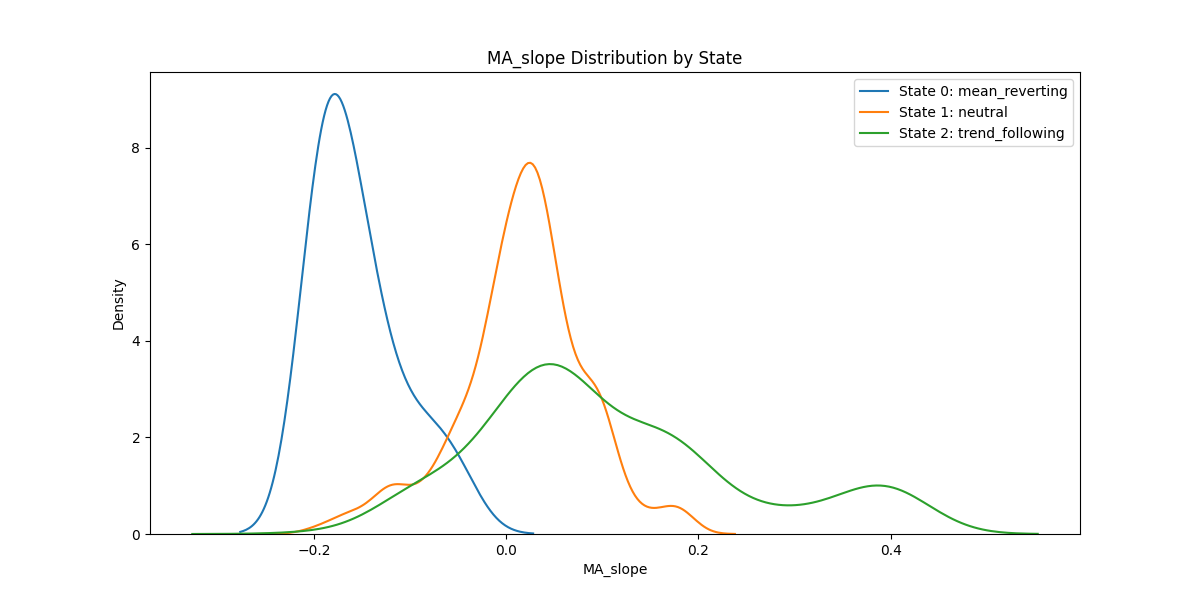 MA_slope Distribution by State
State 0: mean_reverting
State 1: neutral
State 2: trend_following
Density
8
6
4
2
0
−0.2
0.0
0.2
0.4
MA_slope